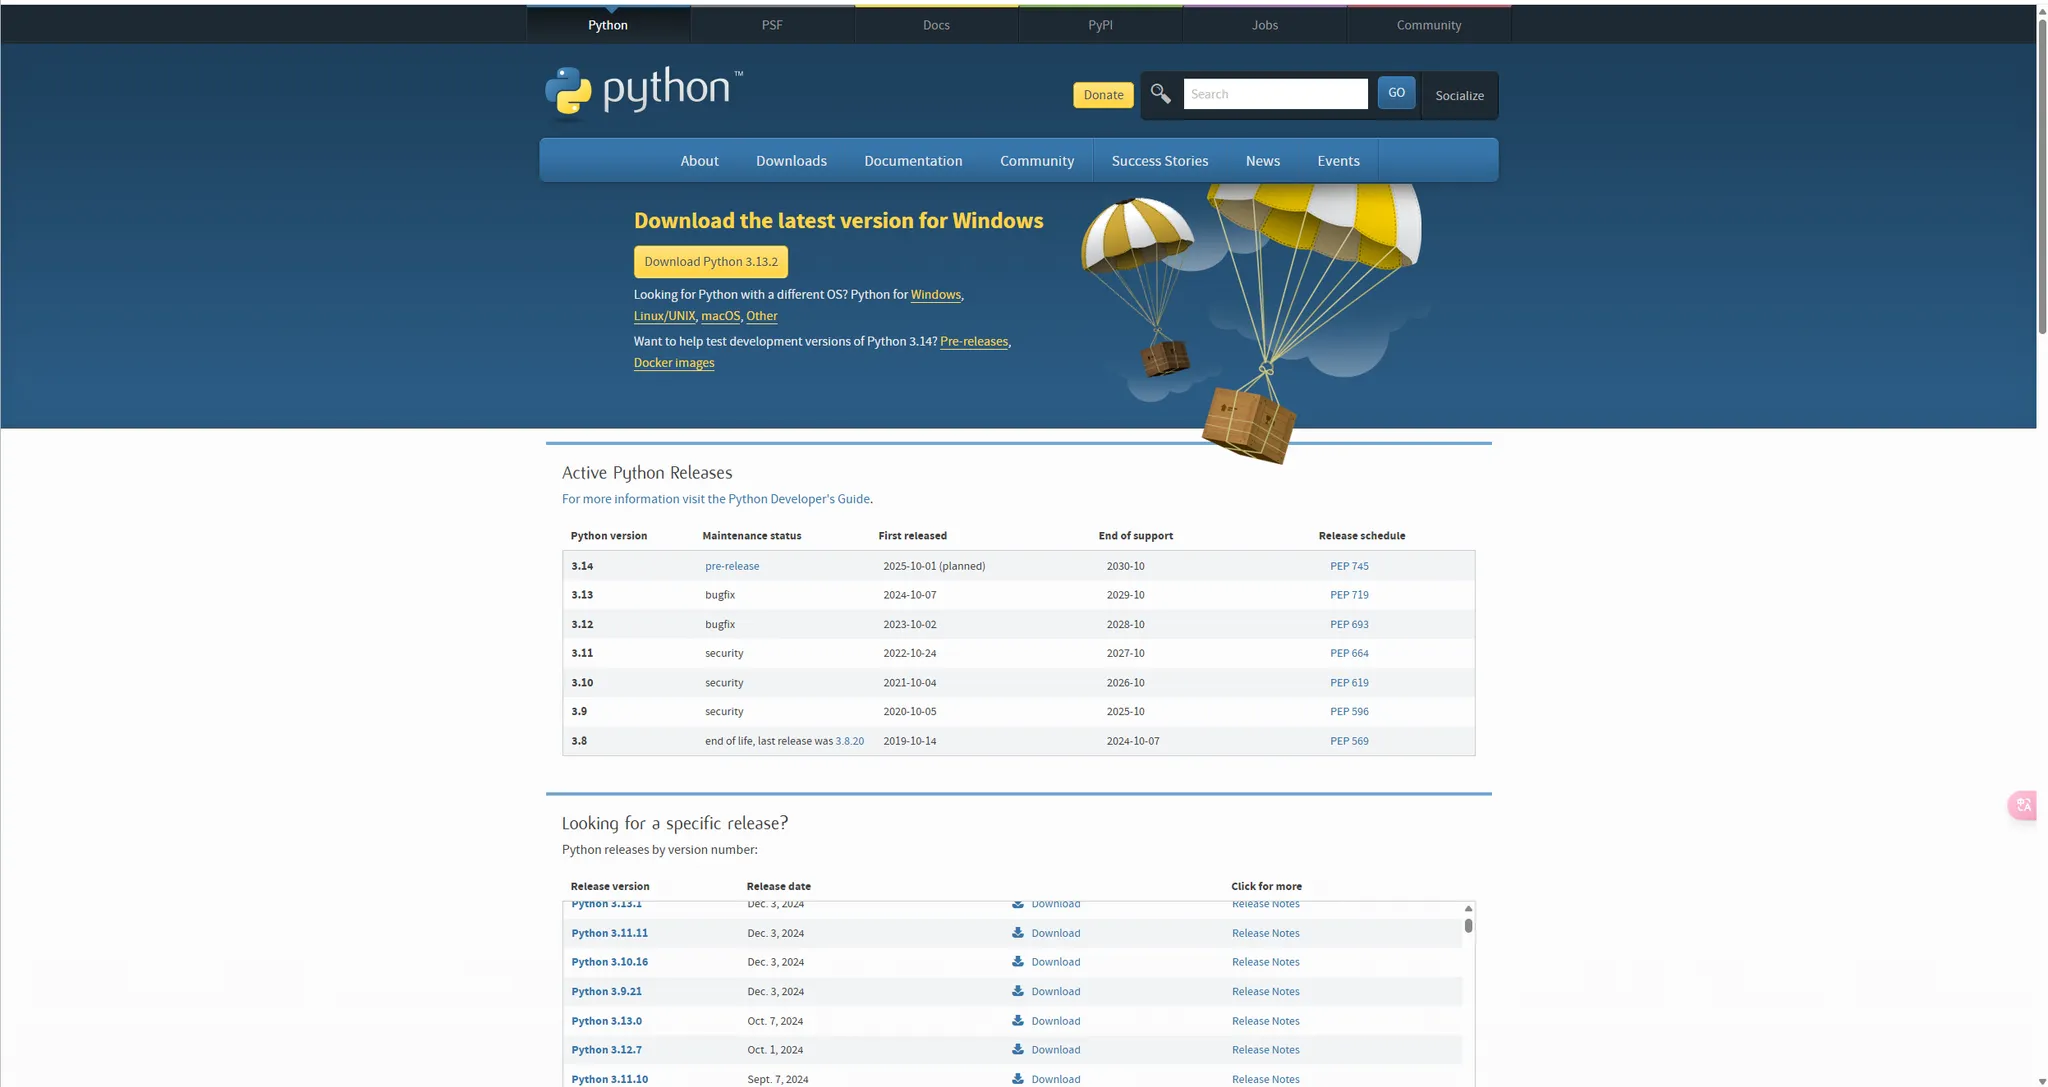 Python PSF Docs PyPI Jobs Community
python™
Donate Search GO Socialize
About Downloads Documentation Community Success Stories News Events
Download the latest version for Windows
Download Python 3.13.2
Looking for Python with a different OS? Python for Windows,
Linux/UNIX, macOS, Other
Want to help test development versions of Python 3.14? Pre-releases,
Docker images
Active Python Releases
For more information visit the Python Developer's Guide.
Python version Maintenance status First released End of support Release schedule
3.14 pre-release 2025-10-01 (planned) 2030-10 PEP 745
3.13 bugfix 2024-10-07 2029-10 PEP 719
3.12 bugfix 2023-10-02 2028-10 PEP 693
3.11 security 2022-10-24 2027-10 PEP 664
3.10 security 2021-10-04 2026-10 PEP 619
3.9 security 2020-10-05 2025-10 PEP 596
3.8 end of life, last release was 3.8.20 2019-10-14 2024-10-07 PEP 569
Looking for a specific release?
Python releases by version number:
Release version Release date Click for more
Python 3.13.1 Dec. 3, 2024 Download Release Notes
Python 3.11.11 Dec. 3, 2024 Download Release Notes
Python 3.10.16 Dec. 3, 2024 Download Release Notes
Python 3.9.21 Dec. 3, 2024 Download Release Notes
Python 3.13.0 Oct. 7, 2024 Download Release Notes
Python 3.12.7 Oct. 1, 2024 Download Release Notes
Python 3.11.10 Sept. 7, 2024 Download Release Notes